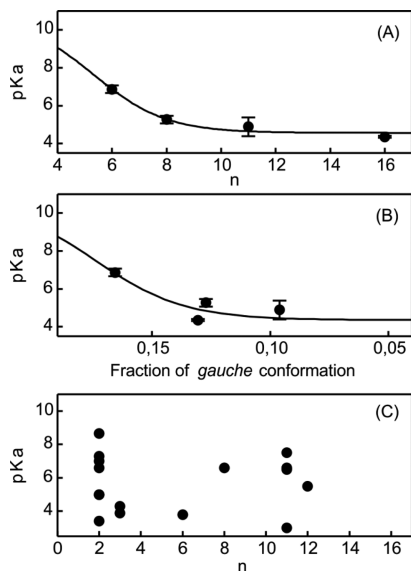 (A)
pKa
10
8
6
4
4 6 8 10 12 14 16
n
(B)
pKa
10
8
6
4
0,15 0,10 0,05
Fraction of gauche conformation
(C)
pKa
10
8
6
4
0 2 4 6 8 10 12 14 16
n